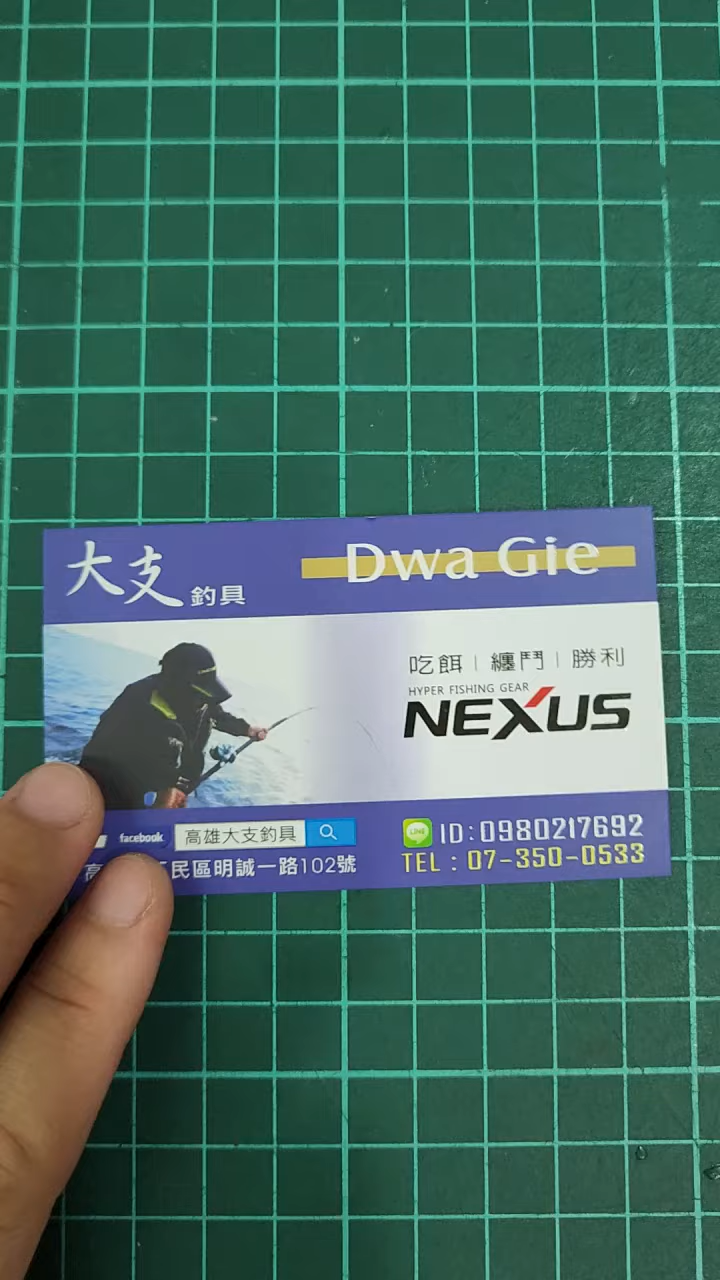 大支釣具
Dwa Gie
吃餌 | 纏鬥 | 勝利
HYPER FISHING GEAR
NEXUS
facebook 高雄大支釣具
LINE ID:0980217692
高 民區明誠一路102號
TEL : 07-350-0533